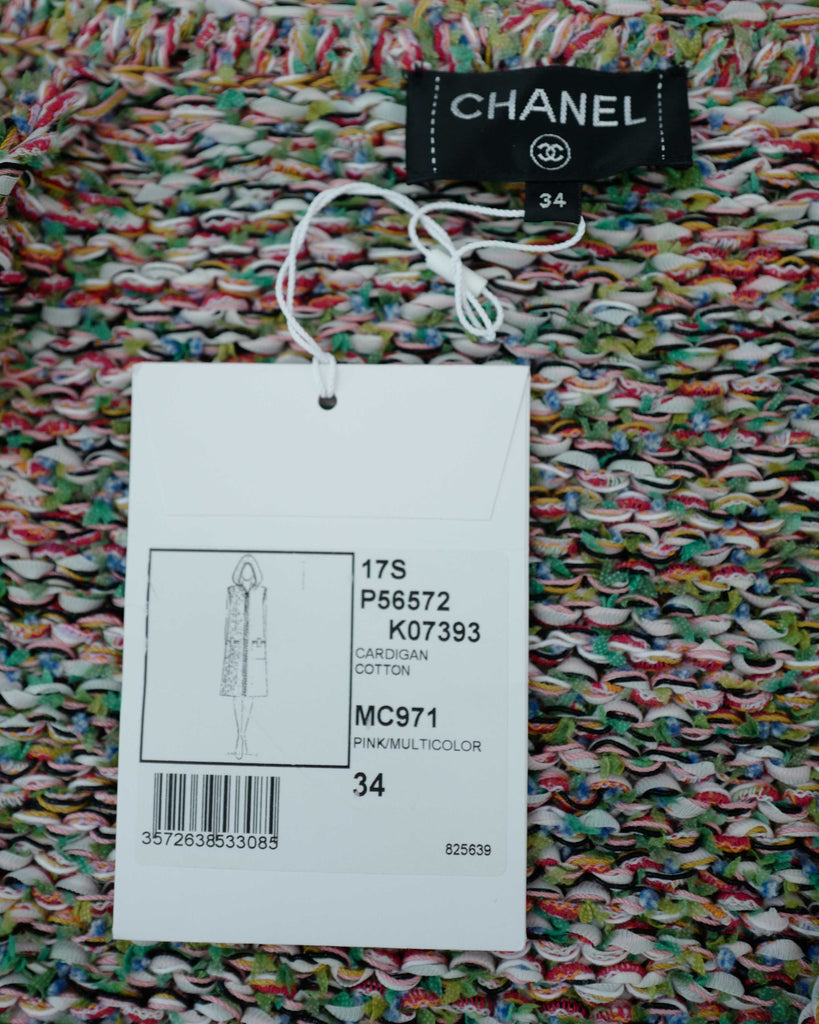 CHANEL
34
17S
P56572
K07393
CARDIGAN
COTTON
MC971
PINK/MULTICOLOR
34
3572638533085
825639